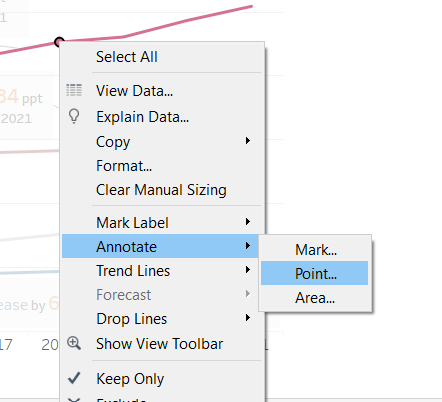 34 ppt
2021
ease by 6
17
20
1
Select All
View Data...
Explain Data...
Copy
Format...
Clear Manual Sizing
Mark Label
Annotate
Trend Lines
Forecast
Drop Lines
Show View Toolbar
Keep Only
Exclude
Mark...
Point...
Area...